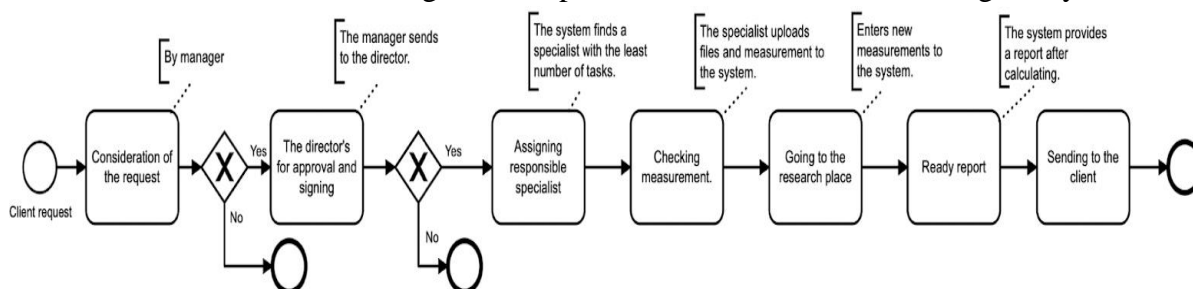 By manager
The manager sends
to the director.
The system finds a
specialist with the least
number of tasks.
The specialist uploads
files and measurement to
the system.
Enters new
measurements to
the system.
The system provides
a report after
calculating.
Client request
Consideration of
the request
X
Yes
No
The director's
for approval and
signing
X
Yes
No
Assigning
responsible
specialist
Checking
measurement.
Going to the
research place
Ready report
Sending to the
client